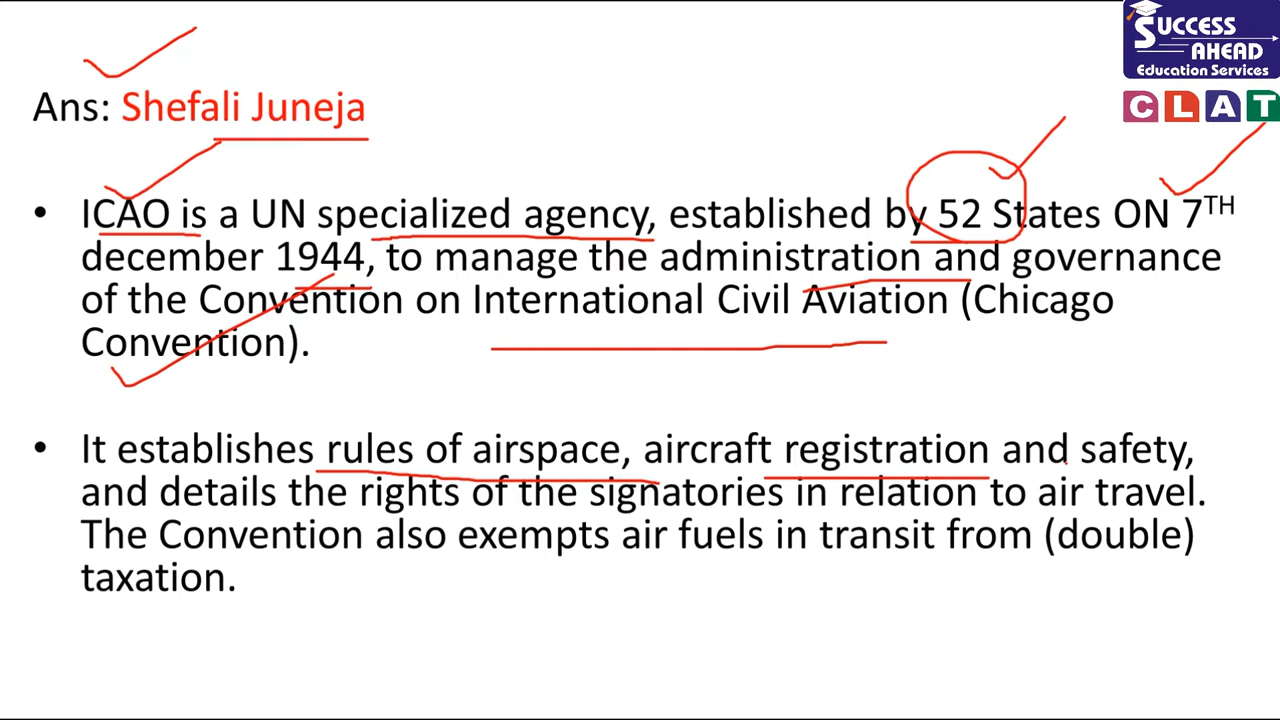 SUCCESS
AHEAD
Education Services
CLAT
Ans: Shefali Juneja
• ICAO is a UN specialized agency, established by 52 States ON 7TH
december 1944, to manage the administration and governance
of the Convention on International Civil Aviation (Chicago
Convention).
• It establishes rules of airspace, aircraft registration and safety,
and details the rights of the signatories in relation to air travel.
The Convention also exempts air fuels in transit from (double)
taxation.